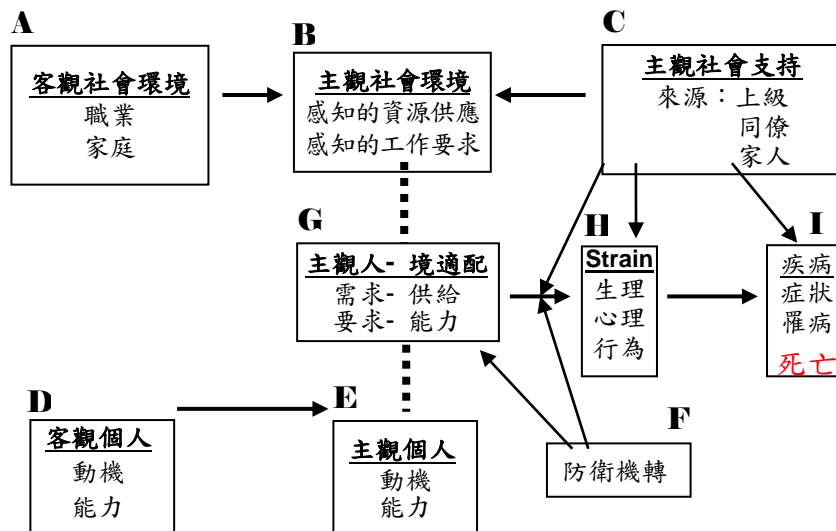 A
客觀社會環境
職業
家庭
B
主觀社會環境
感知的資源供應
感知的工作要求
C
主觀社會支持
來源：上級
同僚
家人
G
主觀人- 境適配
需求- 供給
要求- 能力
H
Strain
生理
心理
行為
I
疾病
症狀
罹病
死亡
D
客觀個人
動機
能力
E
主觀個人
動機
能力
F
防衛機轉